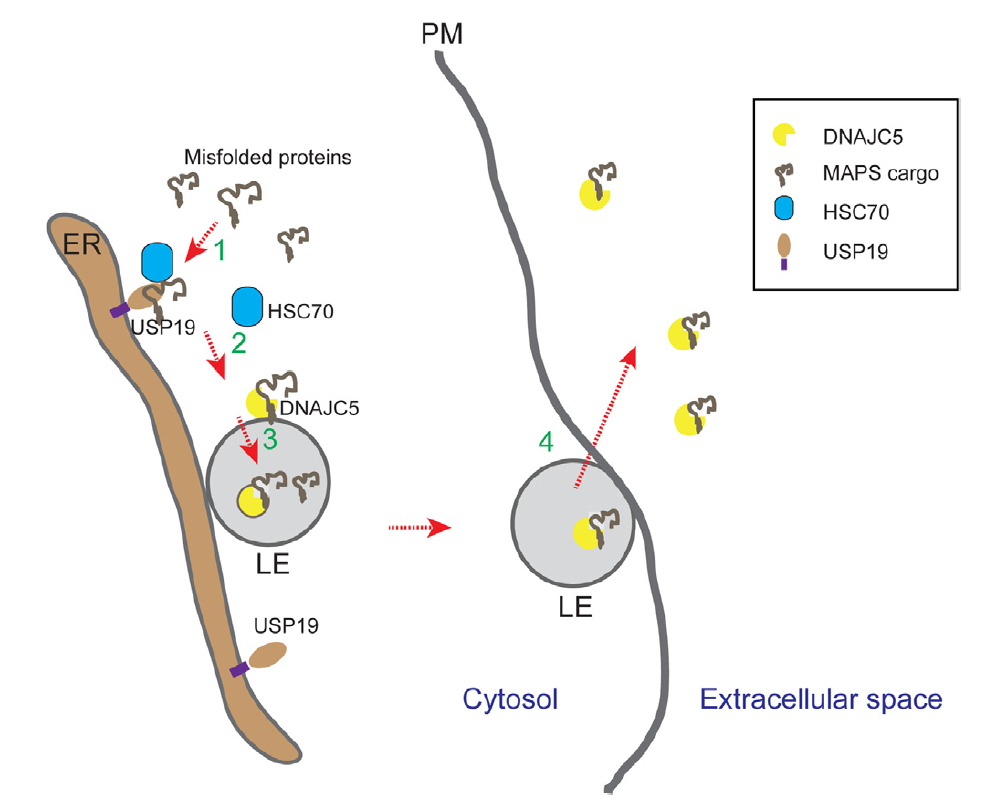 PM
Misfolded proteins
ER
1
USP19
HSC70
2
DNAJC5
3
LE
USP19
4
LE
Cytosol
Extracellular space
DNAJC5
MAPS cargo
HSC70
USP19